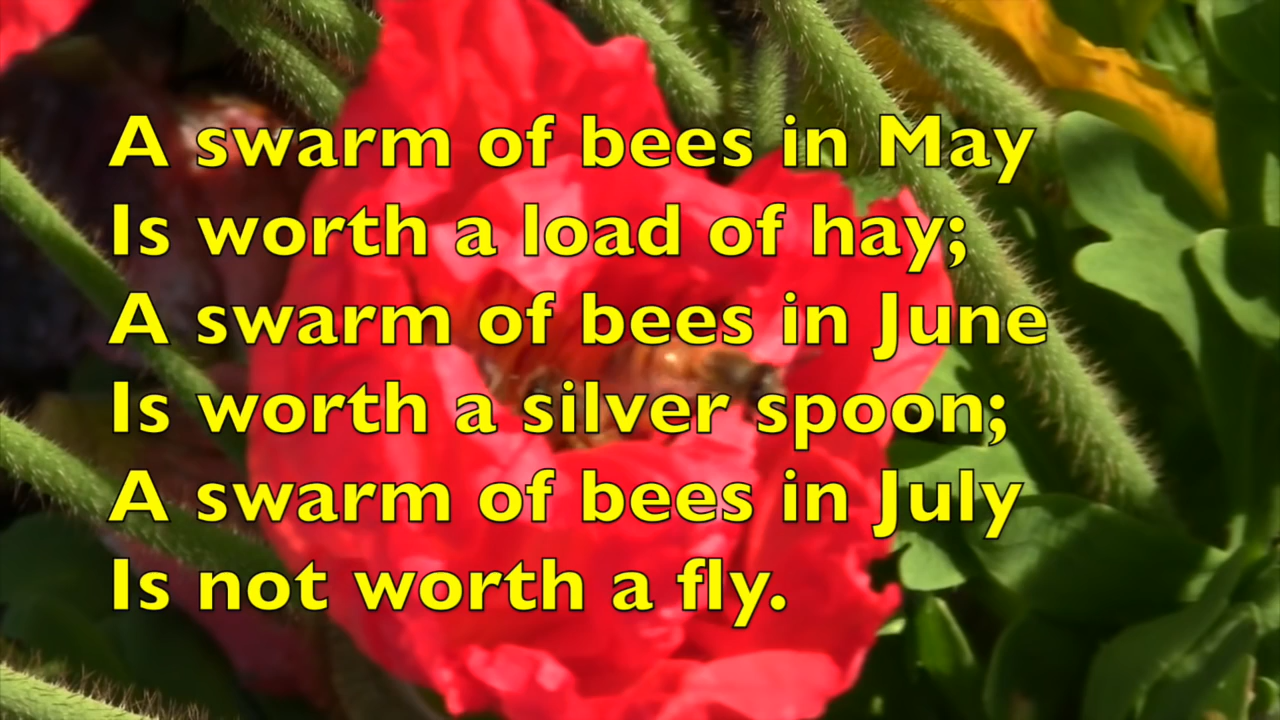 A swarm of bees in May
Is worth a load of hay;
A swarm of bees in June
Is worth a silver spoon;
A swarm of bees in July
Is not worth a fly.